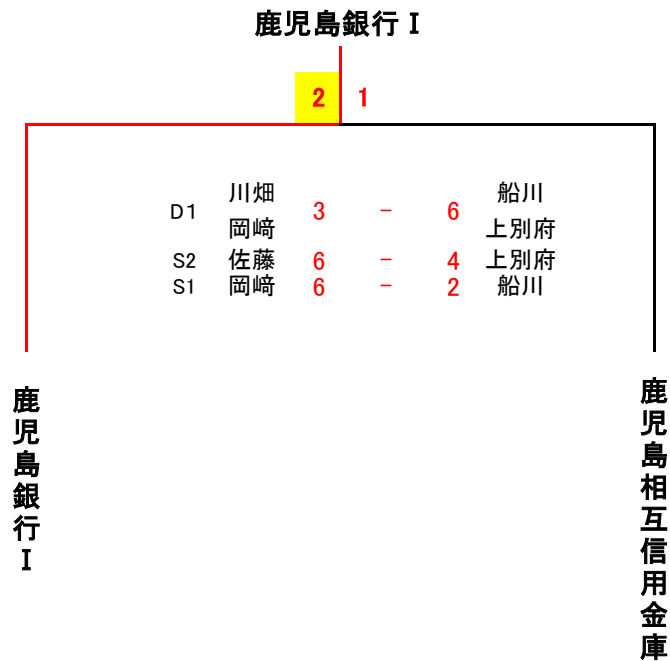 鹿児島銀行Ⅰ
2 1
川畑 船川
D1 3 － 6
岡﨑 上別府
S2 佐藤 6 － 4 上別府
S1 岡﨑 6 － 2 船川
鹿児島銀行Ⅰ
鹿児島相互信用金庫